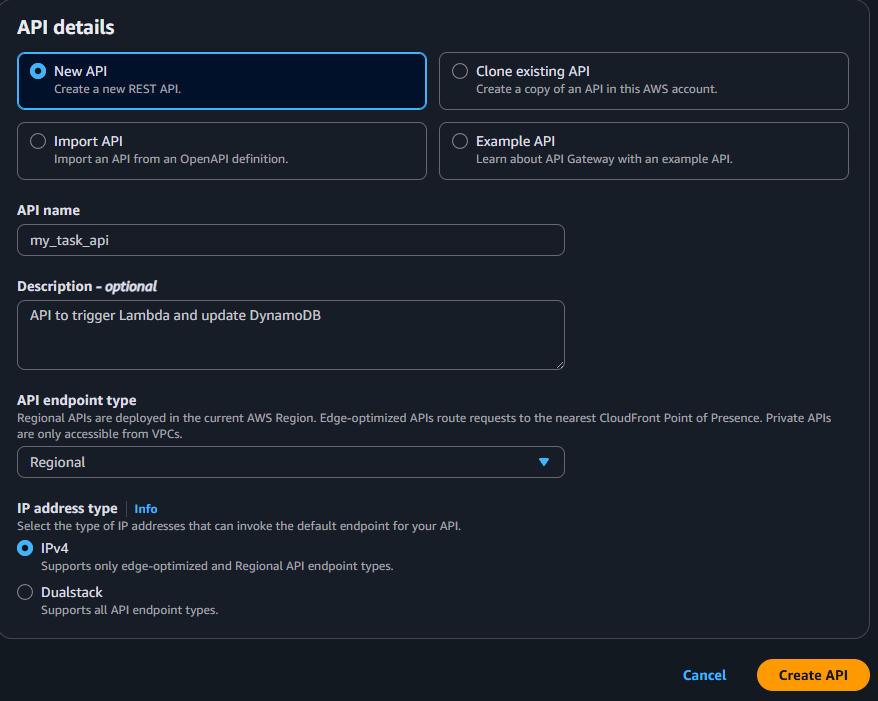 API details
New API
Create a new REST API.
Clone existing API
Create a copy of an API in this AWS account.
Import API
Import an API from an OpenAPI definition.
Example API
Learn about API Gateway with an example API.
API name
my_task_api
Description - optional
API to trigger Lambda and update DynamoDB
API endpoint type
Regional APIs are deployed in the current AWS Region. Edge-optimized APIs route requests to the nearest CloudFront Point of Presence. Private APIs
are only accessible from VPCs.
Regional
IP address type Info
Select the type of IP addresses that can invoke the default endpoint for your API.
IPv4
Supports only edge-optimized and Regional API endpoint types.
Dualstack
Supports all API endpoint types.
Cancel Create API